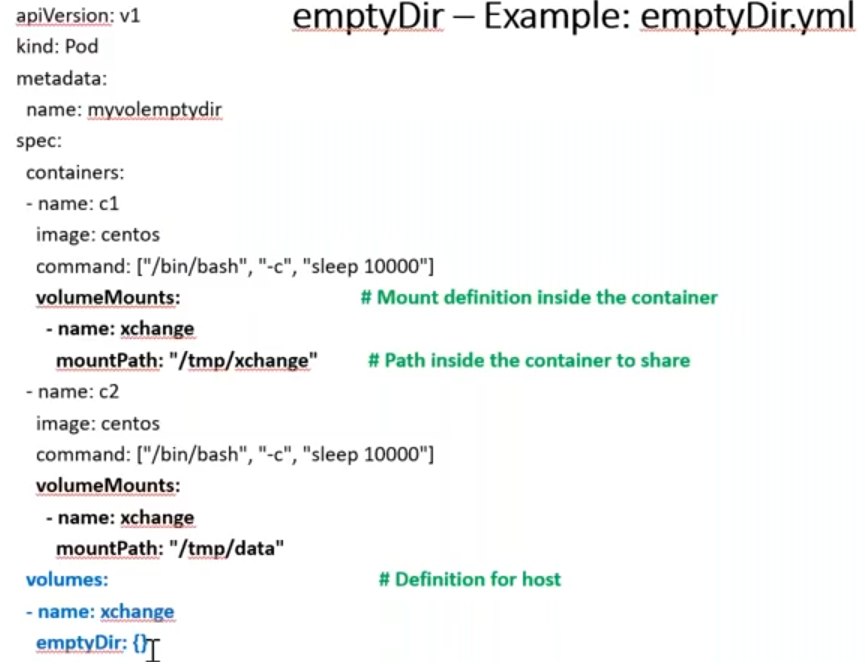 emptyDir – Example: emptyDir.yml
apiVersion: v1
kind: Pod
metadata:
  name: myvolemptydir
spec:
  containers:
  - name: c1
    image: centos
    command: ["/bin/bash", "-c", "sleep 10000"]
    volumeMounts: # Mount definition inside the container
      - name: xchange
        mountPath: "/tmp/xchange" # Path inside the container to share
  - name: c2
    image: centos
    command: ["/bin/bash", "-c", "sleep 10000"]
    volumeMounts:
      - name: xchange
        mountPath: "/tmp/data"
  volumes: # Definition for host
  - name: xchange
    emptyDir: {}